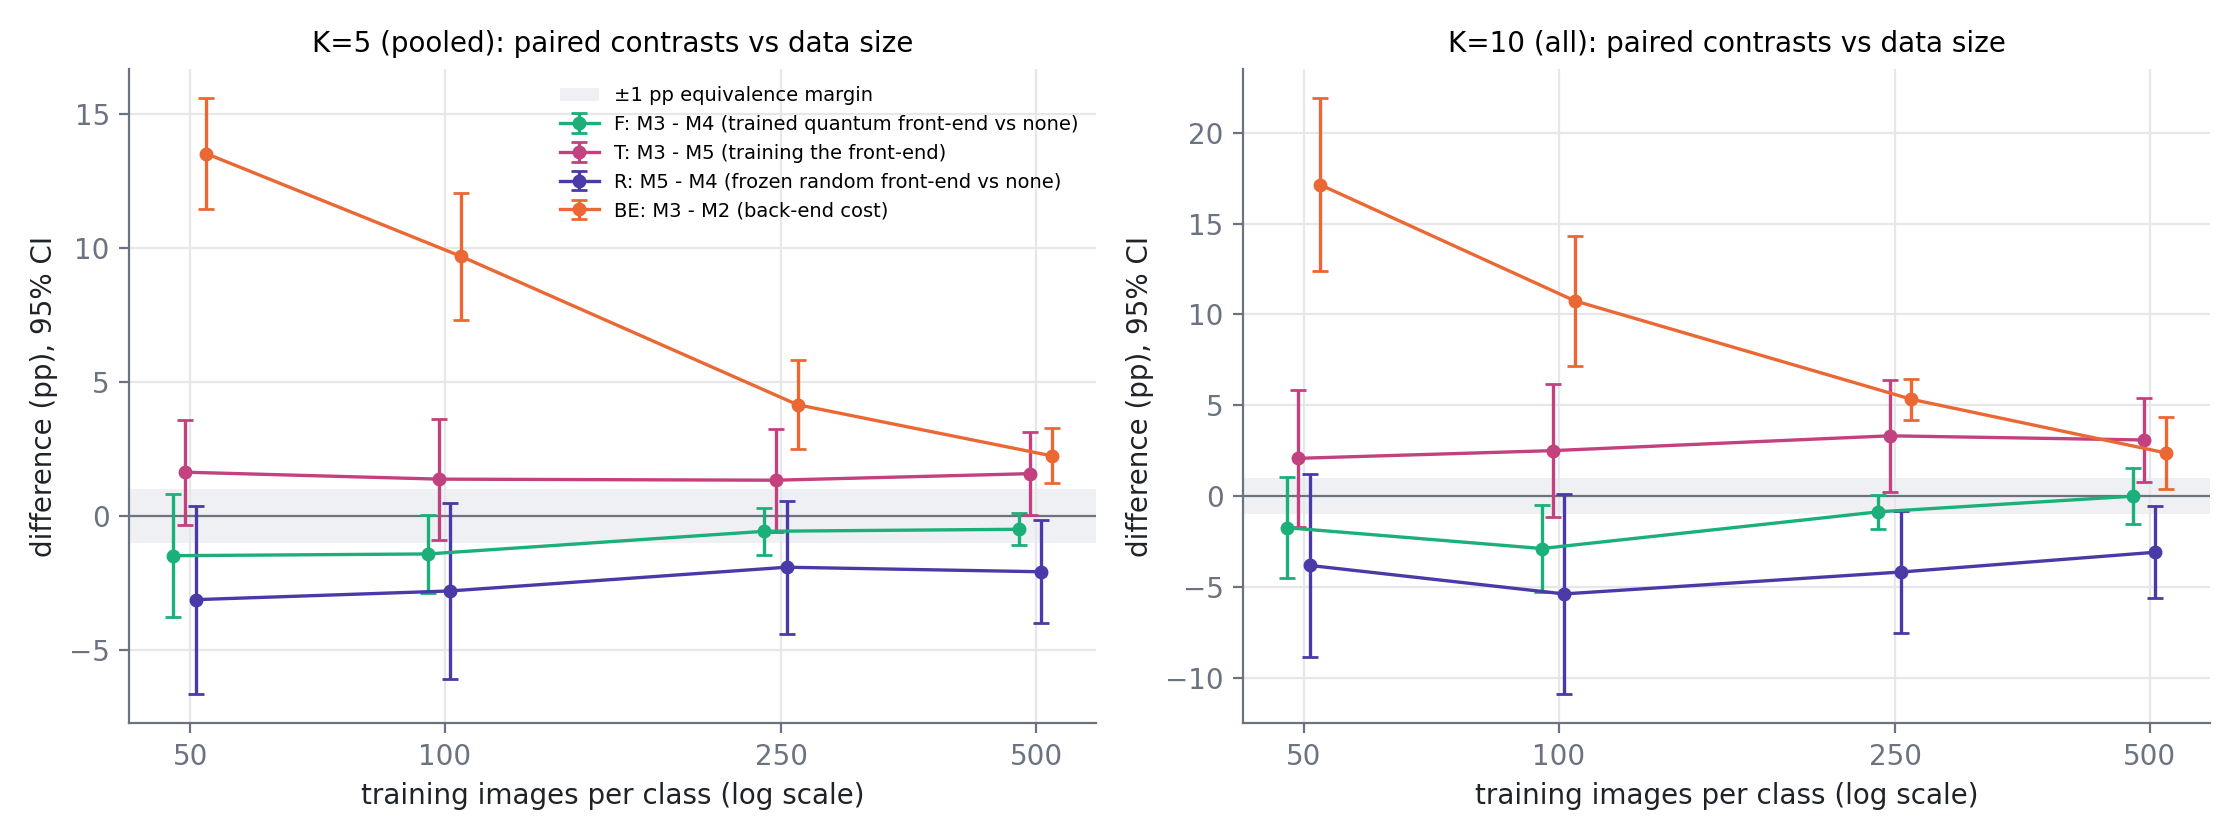 K=5 (pooled): paired contrasts vs data size
difference (pp), 95% CI
15
10
5
0
−5
±1 pp equivalence margin
F: M3 - M4 (trained quantum front-end vs none)
T: M3 - M5 (training the front-end)
R: M5 - M4 (frozen random front-end vs none)
BE: M3 - M2 (back-end cost)
50 100 250 500
training images per class (log scale)
K=10 (all): paired contrasts vs data size
difference (pp), 95% CI
20
15
10
5
0
−5
−10
50 100 250 500
training images per class (log scale)